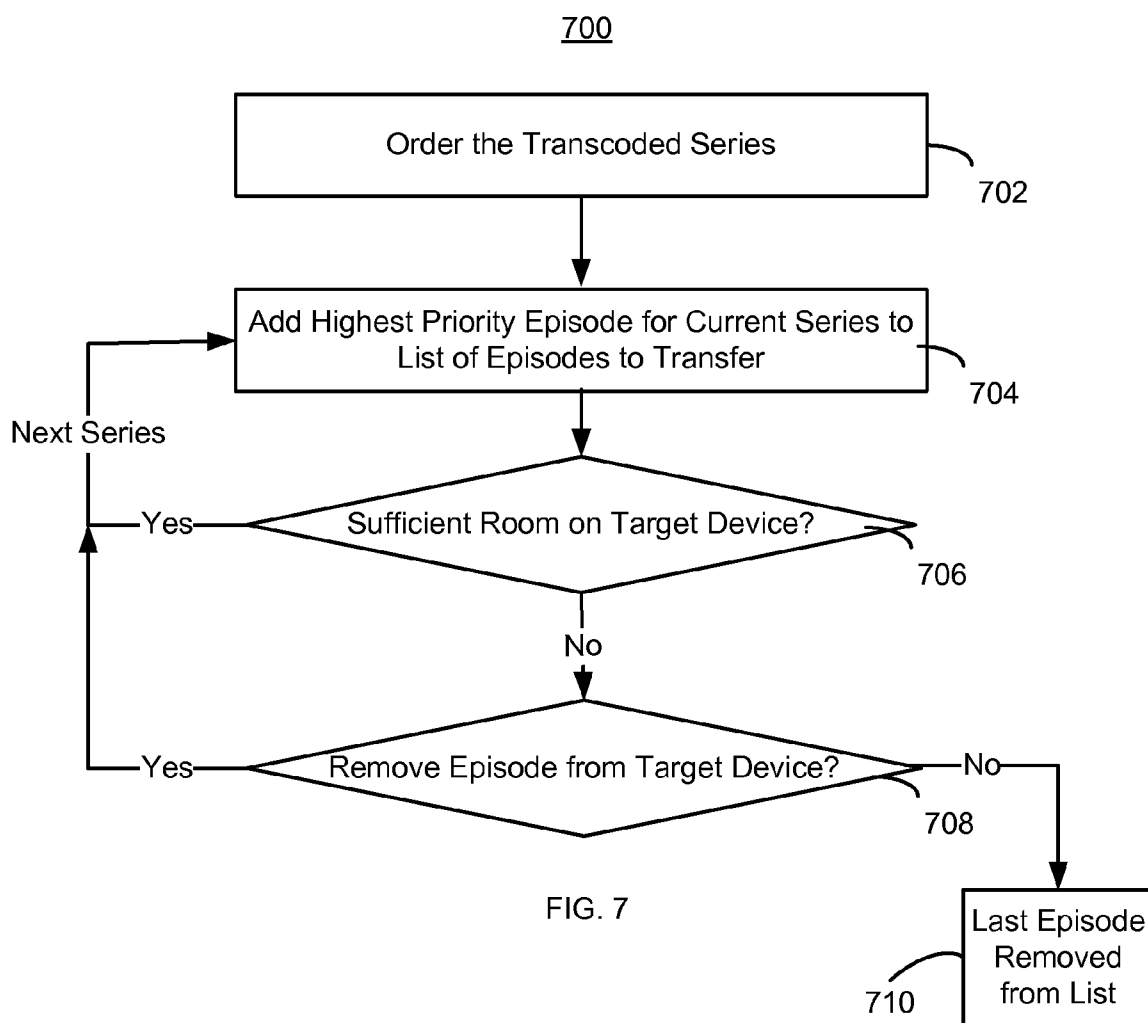 700
Order the Transcoded Series
702
Add Highest Priority Episode for Current Series to
List of Episodes to Transfer
704
Next Series
Yes
Sufficient Room on Target Device?
706
No
Yes
Remove Episode from Target Device?
No
708
FIG. 7
Last Episode
Removed
from List
710